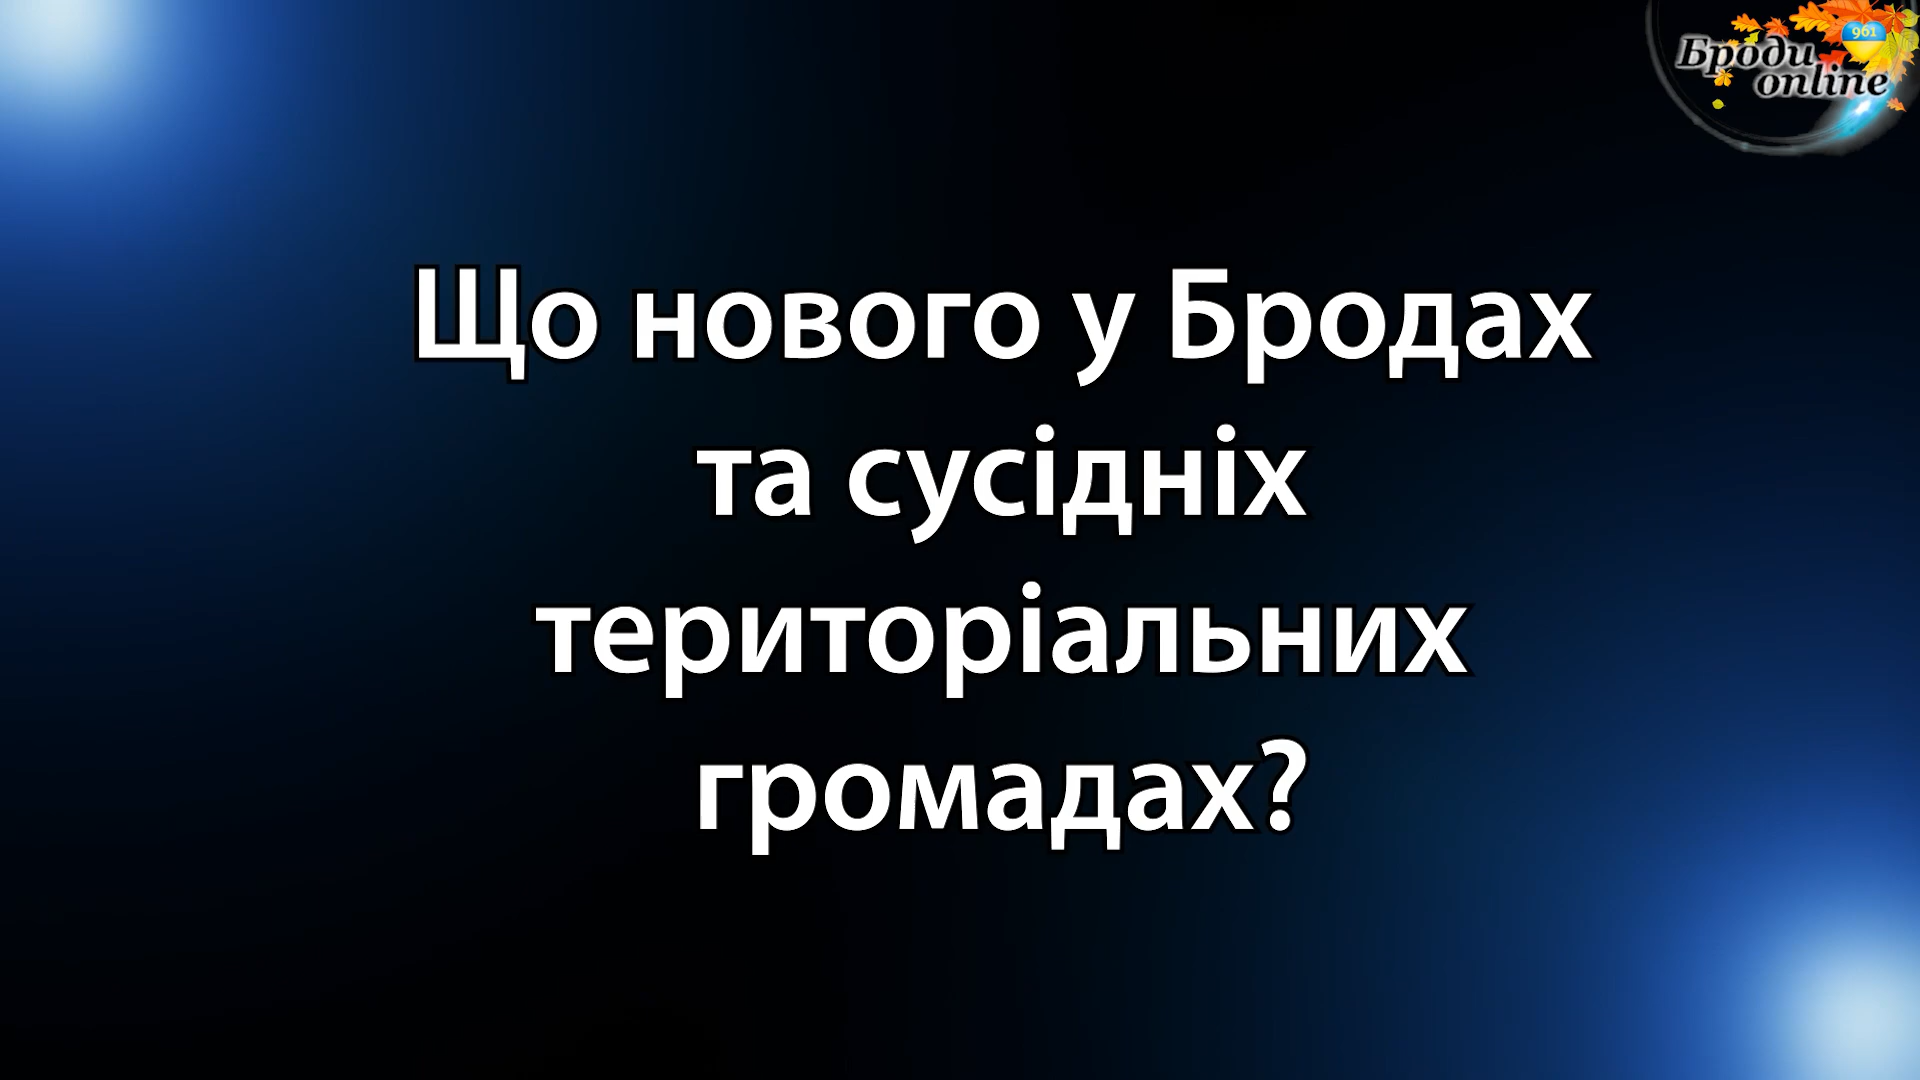 961
Броди
online
Що нового у Бродах
та сусідніх
територіальних
громадах?